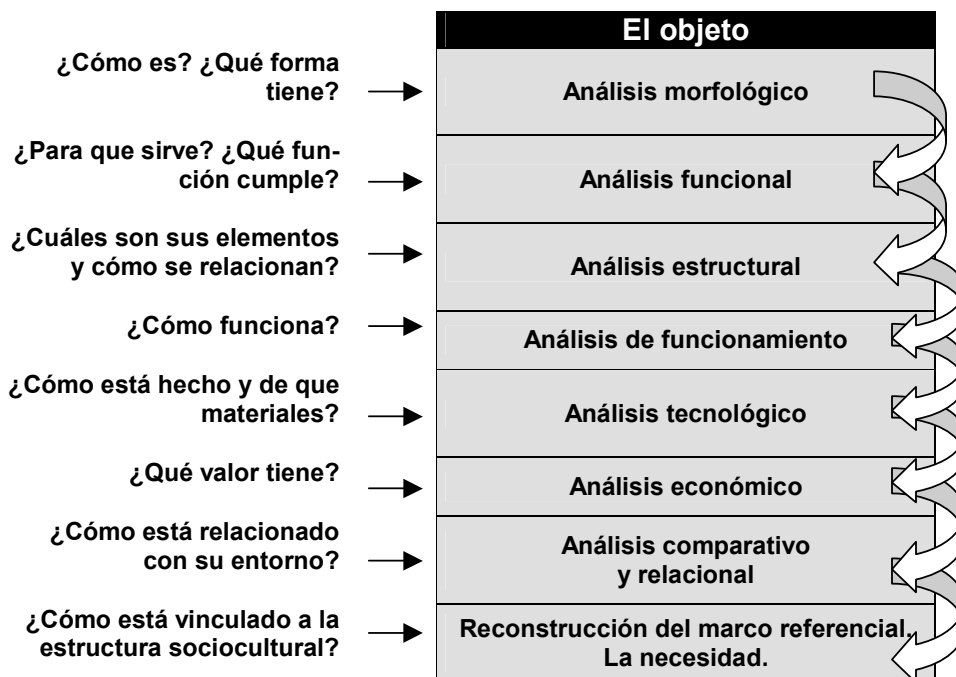 El objeto
¿Cómo es? ¿Qué forma
tiene?
Análisis morfológico
¿Para que sirve? ¿Qué fun-
ción cumple?
Análisis funcional
¿Cuáles son sus elementos
y cómo se relacionan?
Análisis estructural
¿Cómo funciona?
Análisis de funcionamiento
¿Cómo está hecho y de que
materiales?
Análisis tecnológico
¿Qué valor tiene?
Análisis económico
¿Cómo está relacionado
con su entorno?
Análisis comparativo
y relacional
¿Cómo está vinculado a la
estructura sociocultural?
Reconstrucción del marco referencial.
La necesidad.